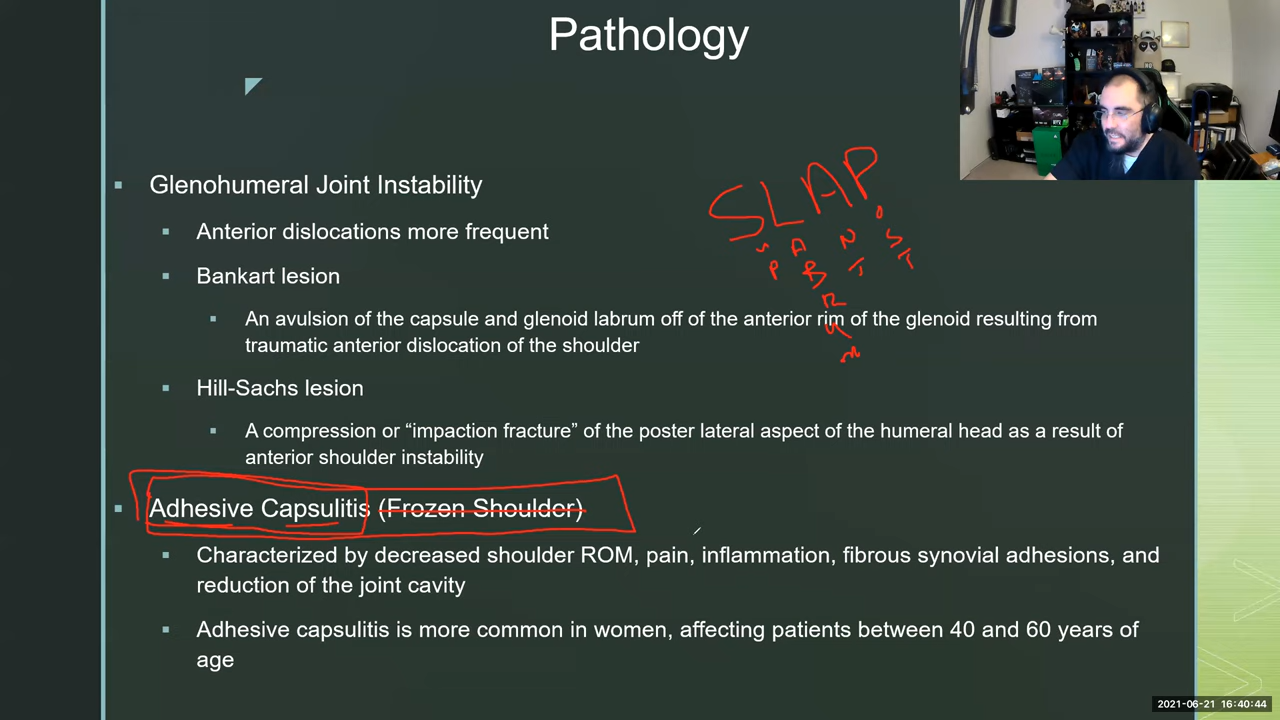 Pathology
Glenohumeral Joint Instability
SLAP
Anterior dislocations more frequent
Bankart lesion
An avulsion of the capsule and glenoid labrum off of the anterior rim of the glenoid resulting from
traumatic anterior dislocation of the shoulder
Hill-Sachs lesion
A compression or “impaction fracture” of the poster lateral aspect of the humeral head as a result of
anterior shoulder instability
Adhesive Capsulitis (Frozen Shoulder)
Characterized by decreased shoulder ROM, pain, inflammation, fibrous synovial adhesions, and
reduction of the joint cavity
Adhesive capsulitis is more common in women, affecting patients between 40 and 60 years of
age
2021-06-21 16:40:44